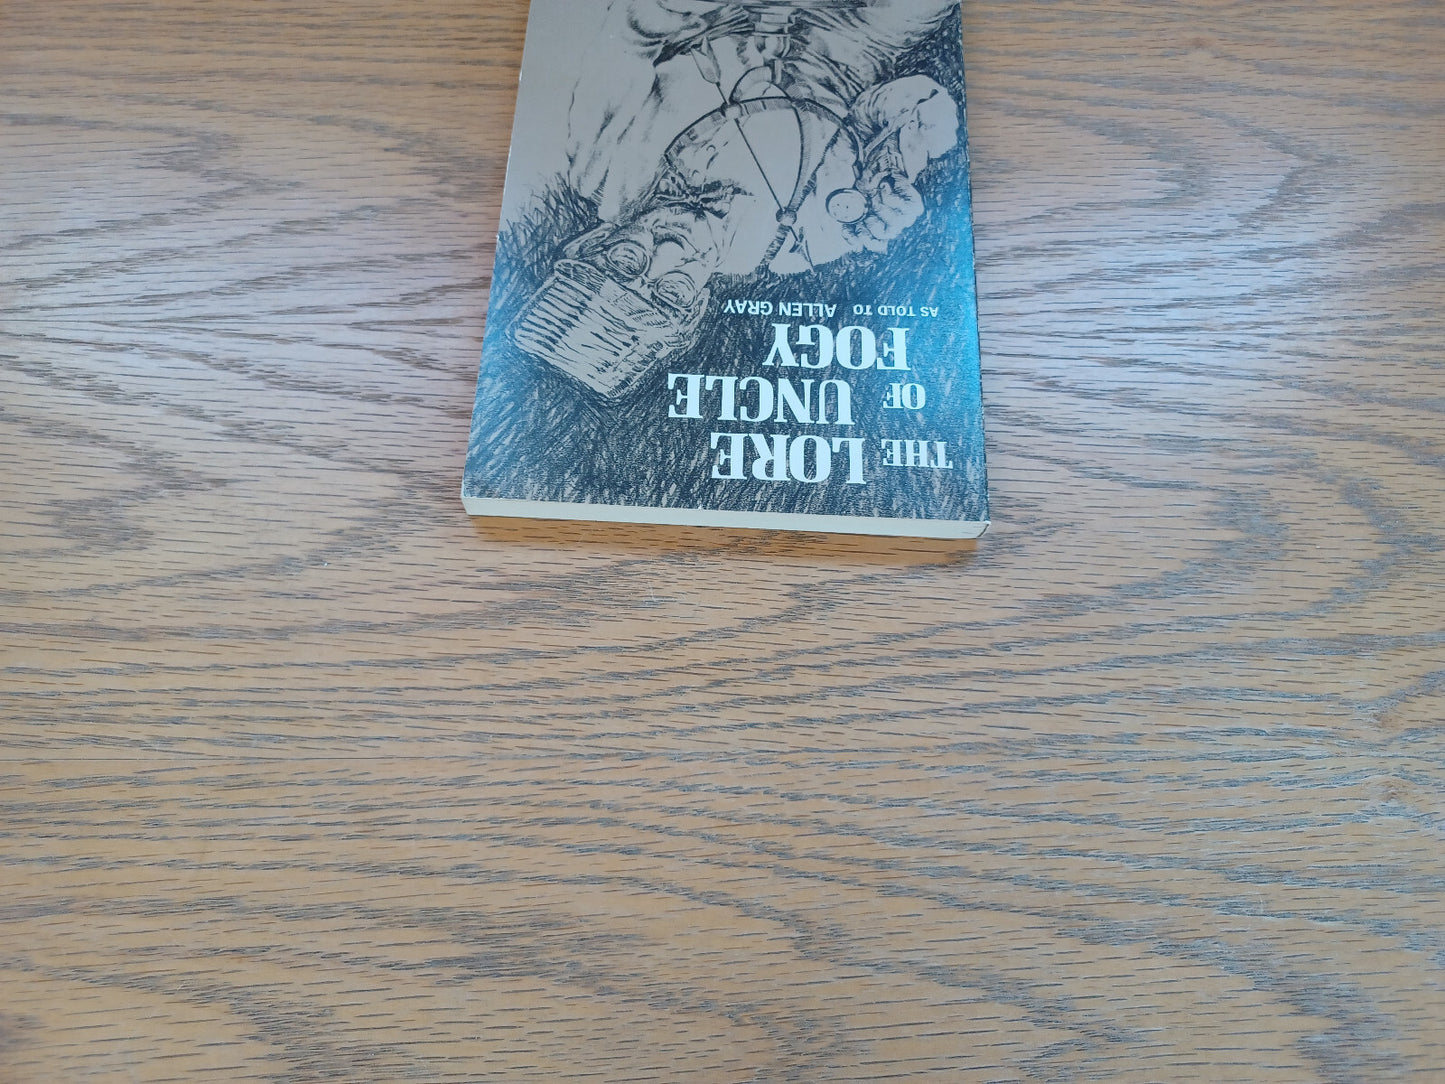 THE LORE
OF UNCLE
FOGY
AS TOLD TO ALLEN GRAY